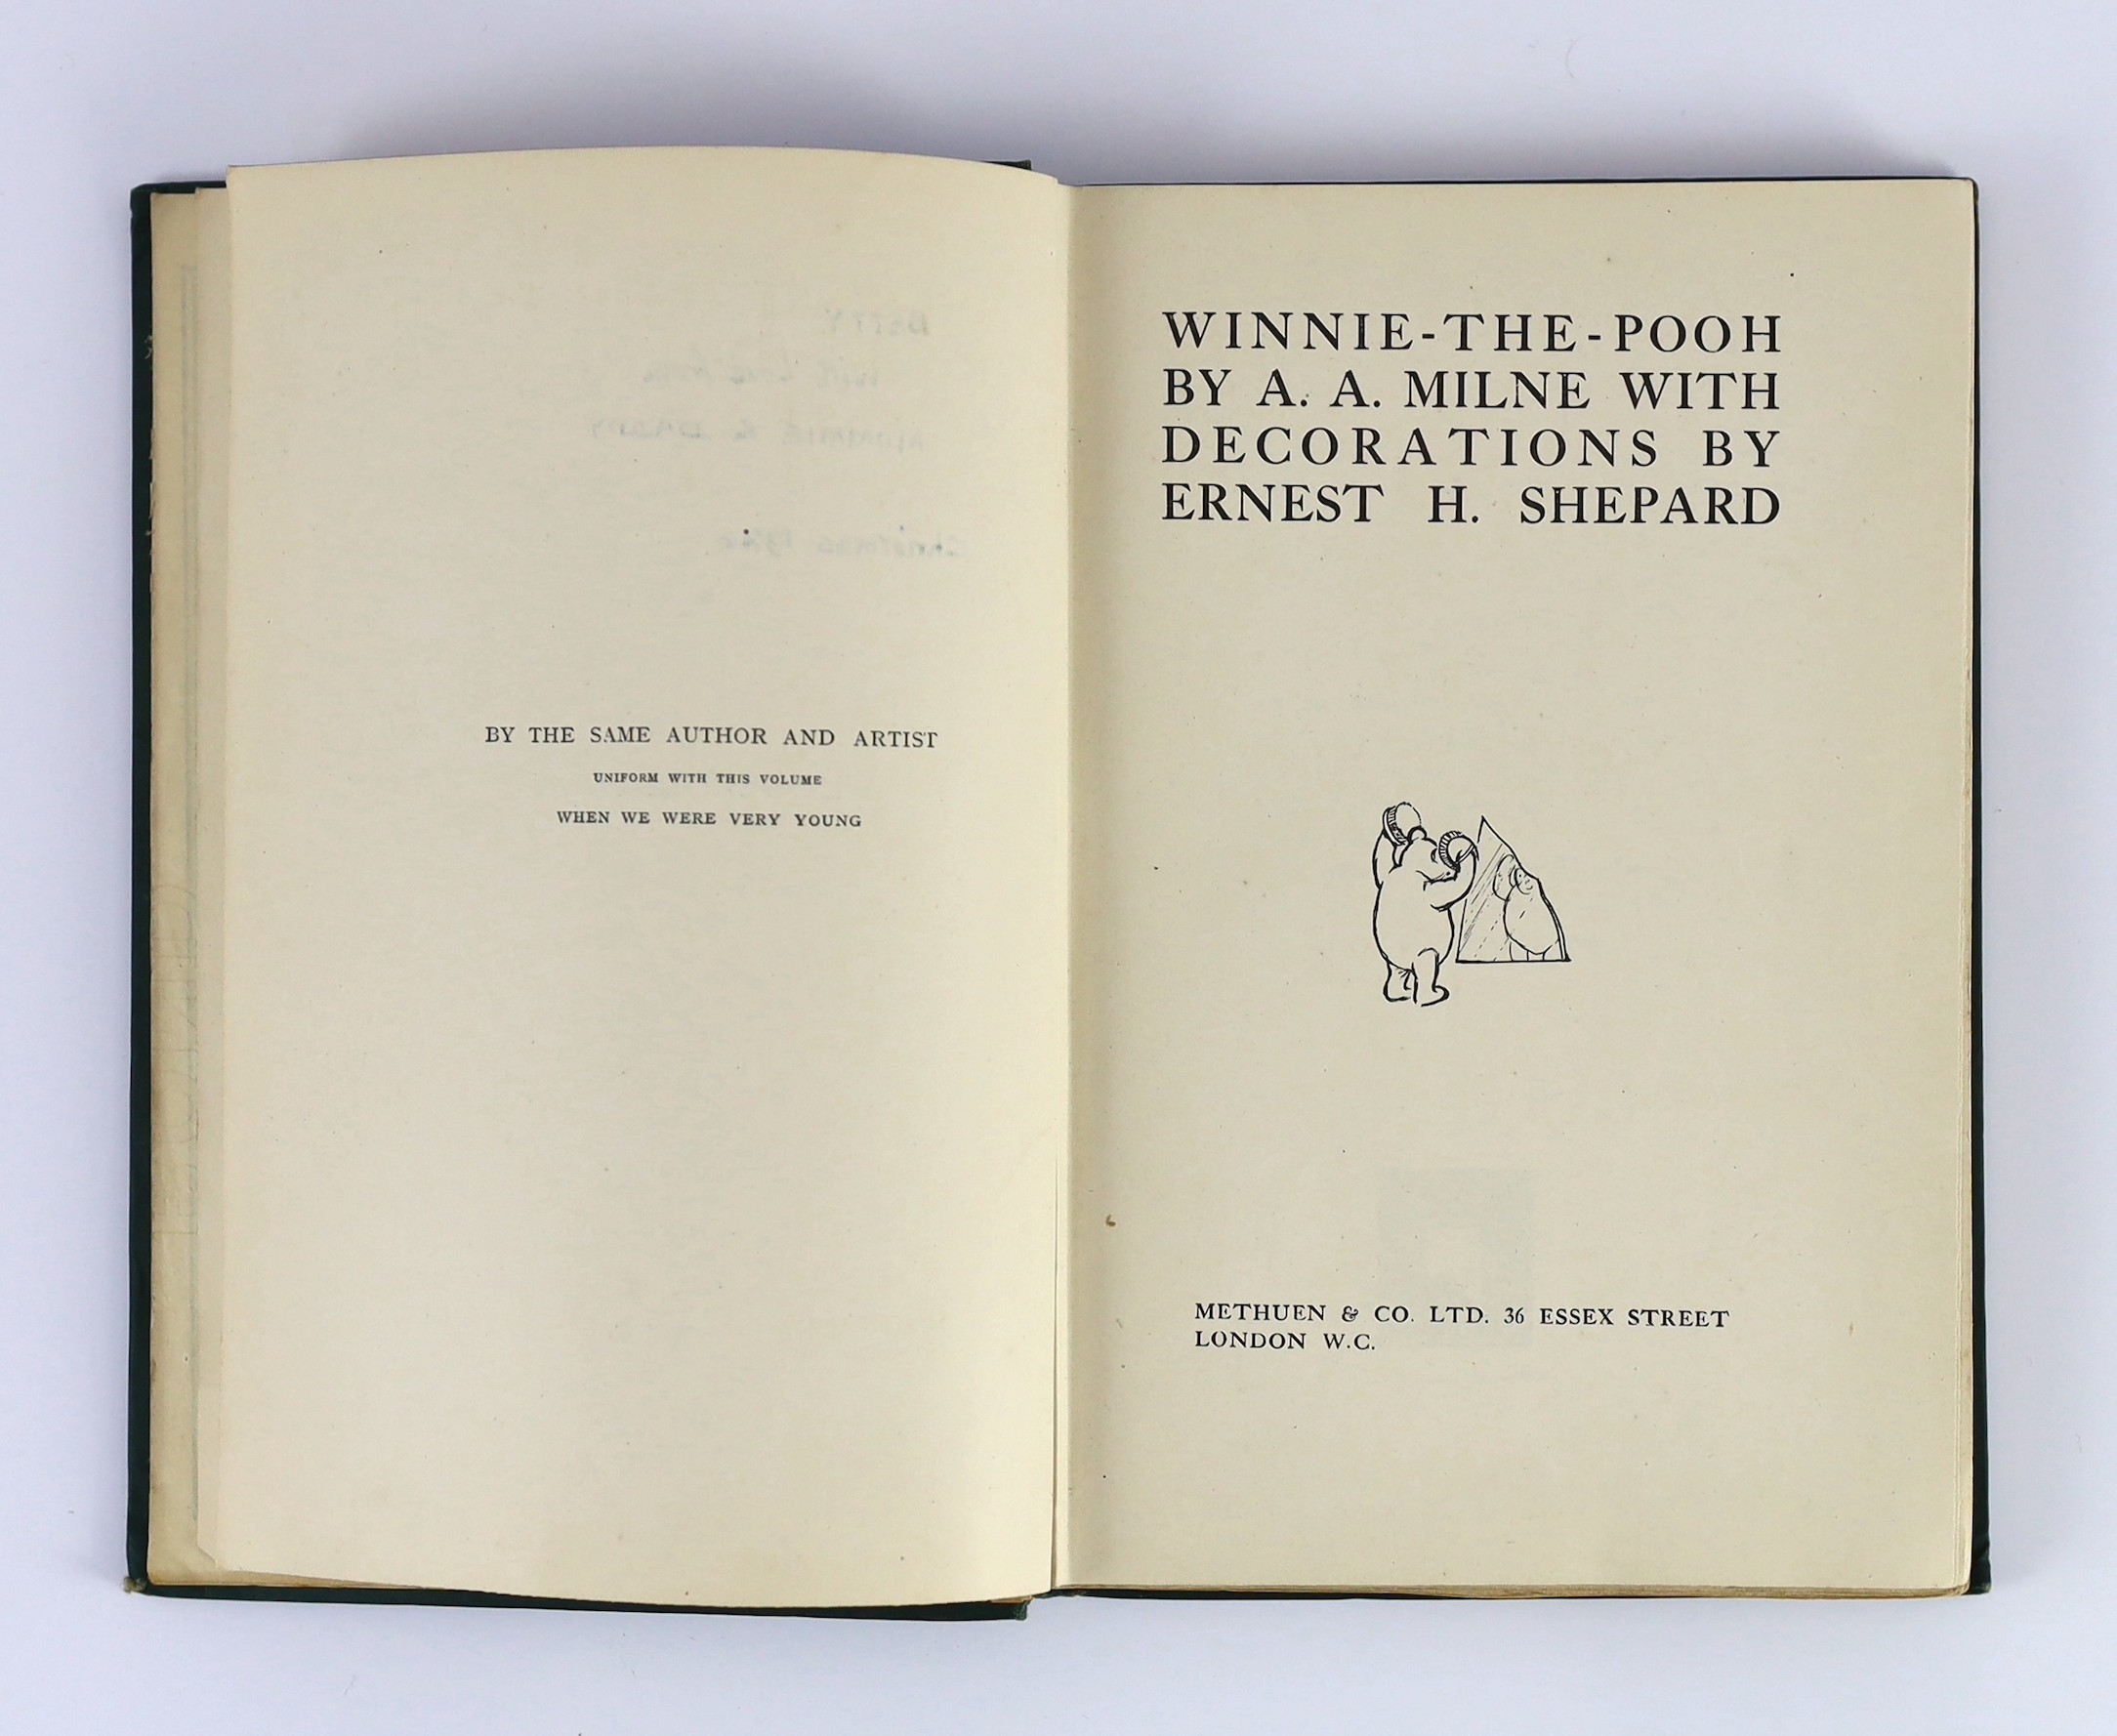 BY THE SAME AUTHOR AND ARTIST
UNIFORM WITH THIS VOLUME
WHEN WE WERE VERY YOUNG
WINNIE-THE-POOH
BY A. A. MILNE WITH
DECORATIONS BY
ERNEST H. SHEPARD
METHUEN & CO. LTD. 36 ESSEX STREET
LONDON W.C.